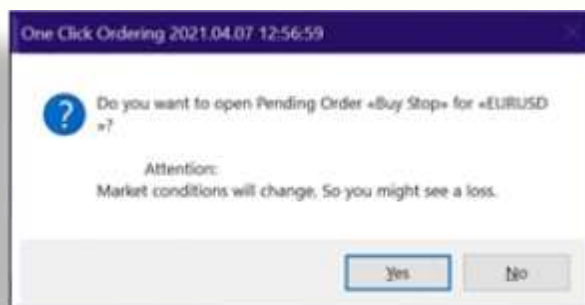 One Click Ordering 2021.04.07 12:56:59
Do you want to open Pending Order «Buy Stop» for «EURUSD
»?
Attention:
Market conditions will change. So you might see a loss.
Yes
No